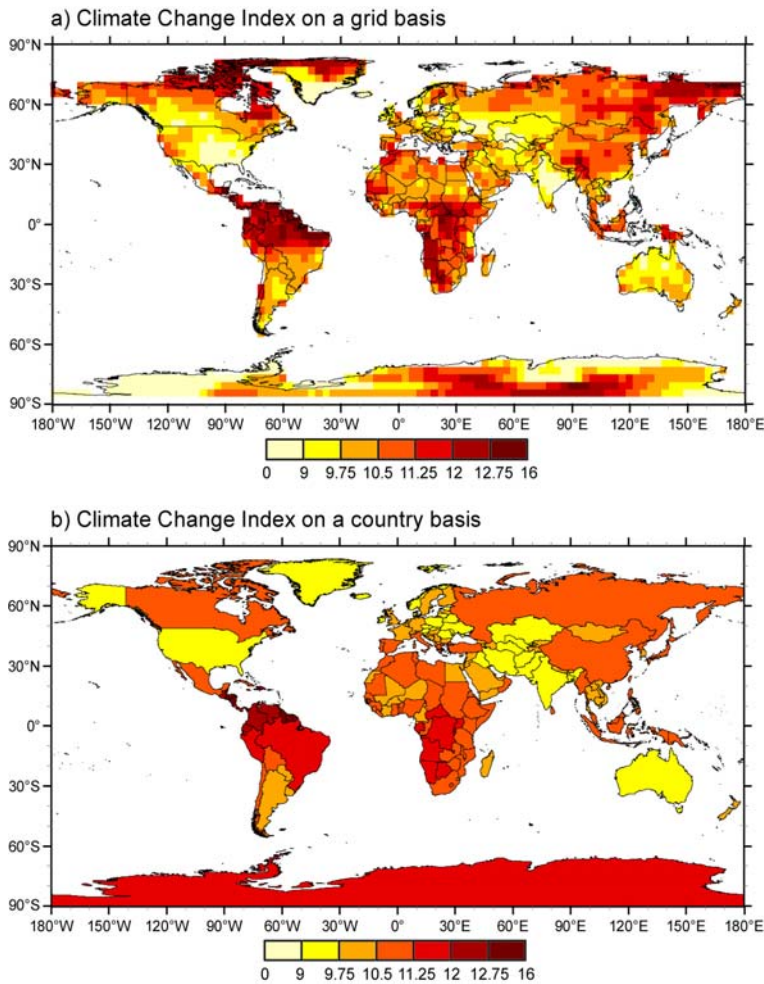 a) Climate Change Index on a grid basis
90°N
60°N
30°N
0°
30°S
60°S
90°S
180°W 150°W 120°W 90°W 60°W 30°W 0° 30°E 60°E 90°E 120°E 150°E 180°E
0 9 9.75 10.5 11.25 12 12.75 16
b) Climate Change Index on a country basis
90°N
60°N
30°N
0°
30°S
60°S
90°S
180°W 150°W 120°W 90°W 60°W 30°W 0° 30°E 60°E 90°E 120°E 150°E 180°E
0 9 9.75 10.5 11.25 12 12.75 16